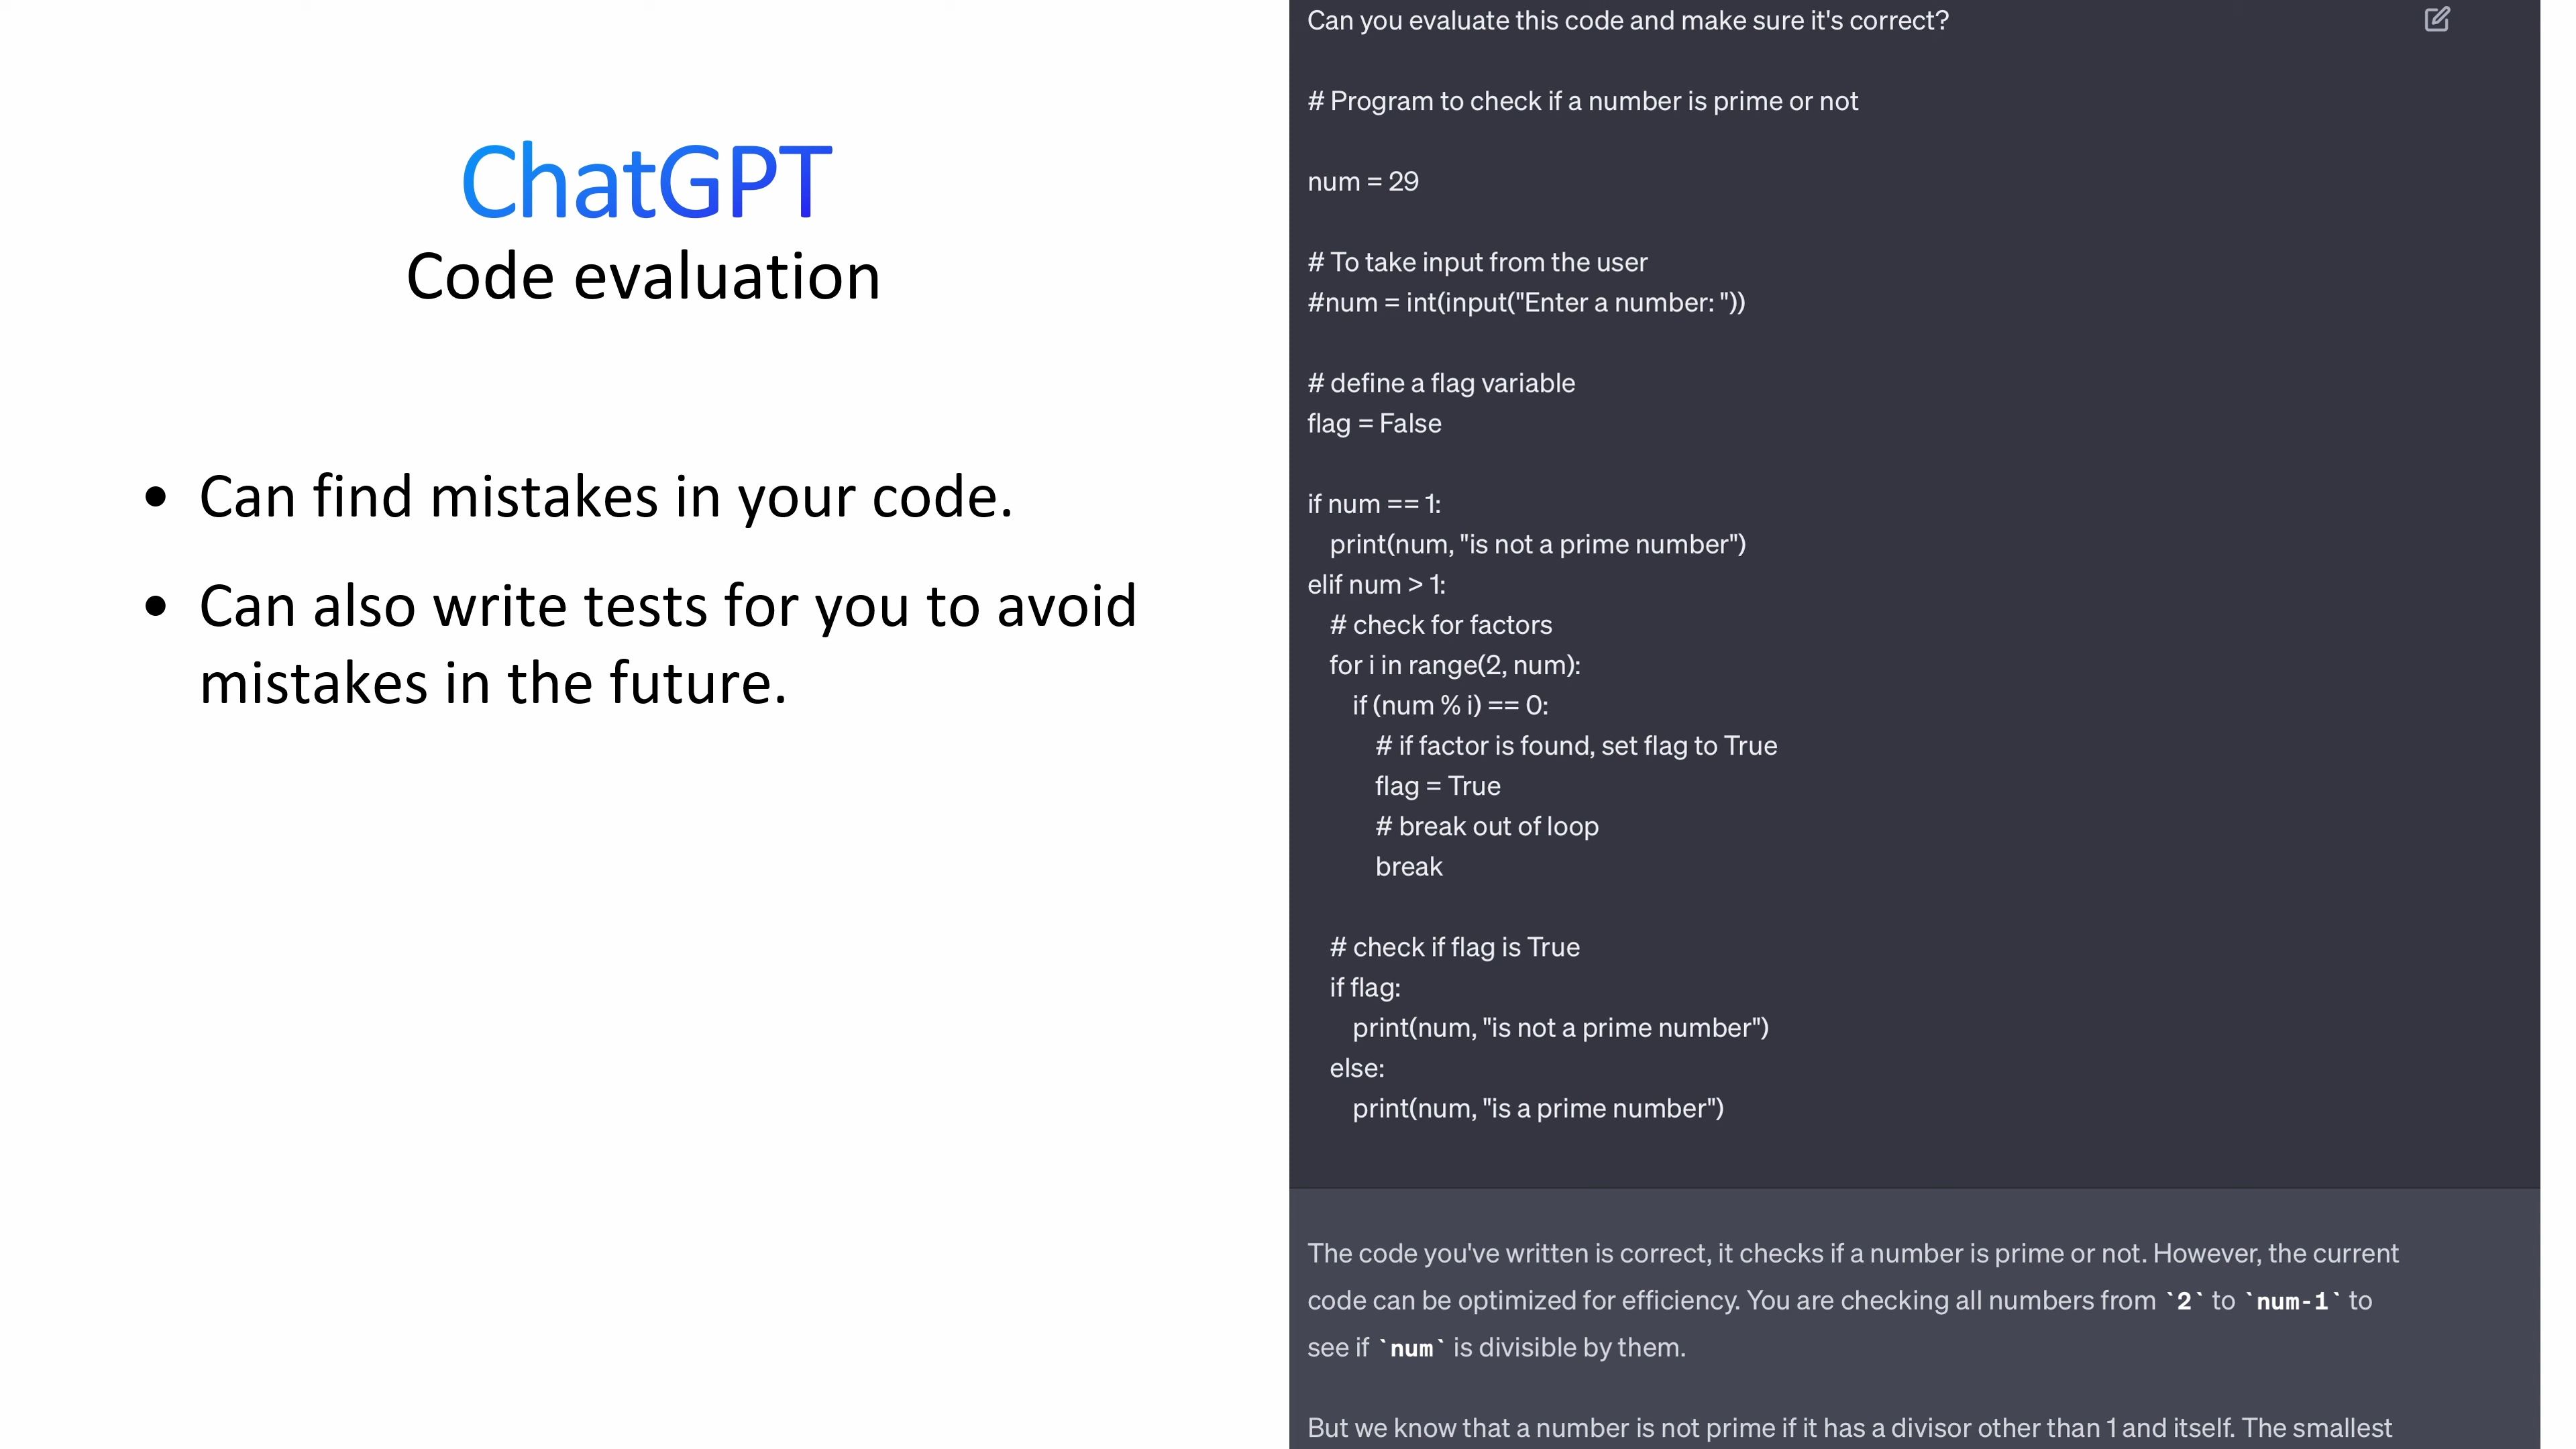 ChatGPT
Code evaluation
• Can find mistakes in your code.
• Can also write tests for you to avoid
mistakes in the future.
Can you evaluate this code and make sure it's correct?
# Program to check if a number is prime or not
num = 29
# To take input from the user
#num = int(input("Enter a number: "))
# define a flag variable
flag = False
if num == 1:
print(num, "is not a prime number")
elif num > 1:
# check for factors
for i in range(2, num):
if (num % i) == 0:
# if factor is found, set flag to True
flag = True
# break out of loop
break
# check if flag is True
if flag:
print(num, "is not a prime number")
else:
print(num, "is a prime number")
The code you've written is correct, it checks if a number is prime or not. However, the current
code can be optimized for efficiency. You are checking all numbers from `2` to `num-1` to
see if `num` is divisible by them.
But we know that a number is not prime if it has a divisor other than 1 and itself. The smallest